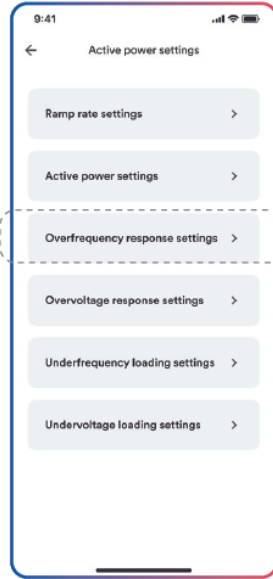 9:41
Active power settings
Ramp rate settings
Active power settings
Overfrequency response settings
Overvoltage response settings
Underfrequency loading settings
Undervoltage loading settings